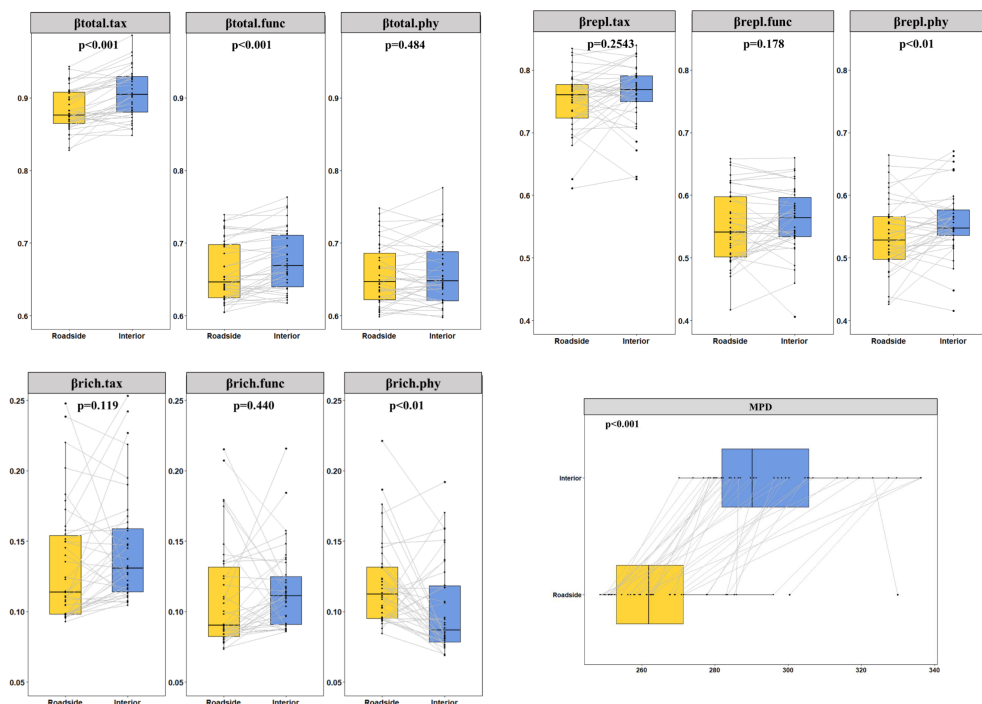 βtotal.tax βtotal.func βtotal.phy
p<0.001 p<0.001 p=0.484
0.9 0.9 0.9
0.8 0.8 0.8
0.7 0.7 0.7
0.6 0.6 0.6
Roadside Interior Roadside Interior Roadside Interior
βrepl.tax βrepl.func βrepl.phy
p=0.2543 p=0.178 p<0.01
0.8 0.8 0.8
0.7 0.7 0.7
0.6 0.6 0.6
0.5 0.5 0.5
0.4 0.4 0.4
Roadside Interior Roadside Interior Roadside Interior
βrich.tax βrich.func βrich.phy
0.25 0.25 0.25
p=0.119 p=0.440 p<0.01
0.20 0.20 0.20
0.15 0.15 0.15
0.10 0.10 0.10
0.05 0.05 0.05
Roadside Interior Roadside Interior Roadside Interior
MPD
p<0.001
Interior
Roadside
260 280 300 320 340